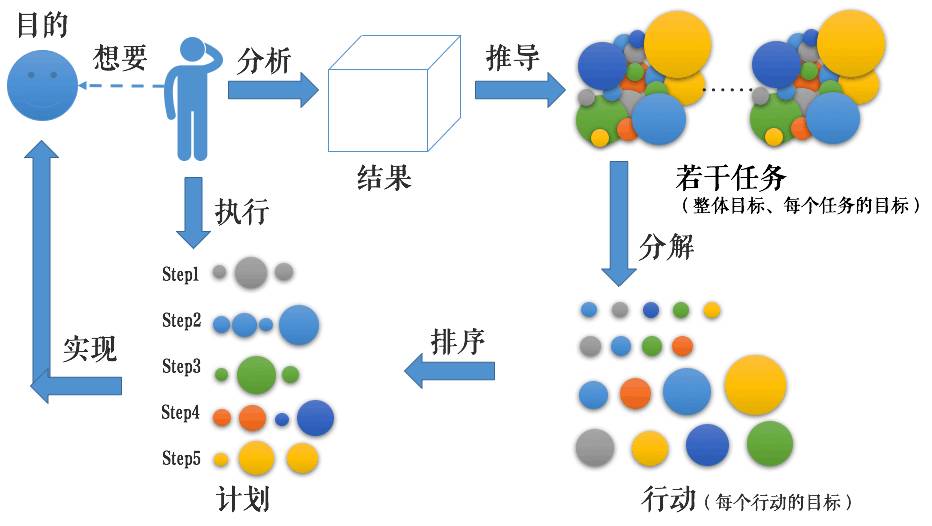 目的
想要
分析
结果
推导
若干任务
（整体目标、每个任务的目标）
分解
行动（每个行动的目标）
排序
执行
Step1
Step2
Step3
Step4
Step5
计划
实现